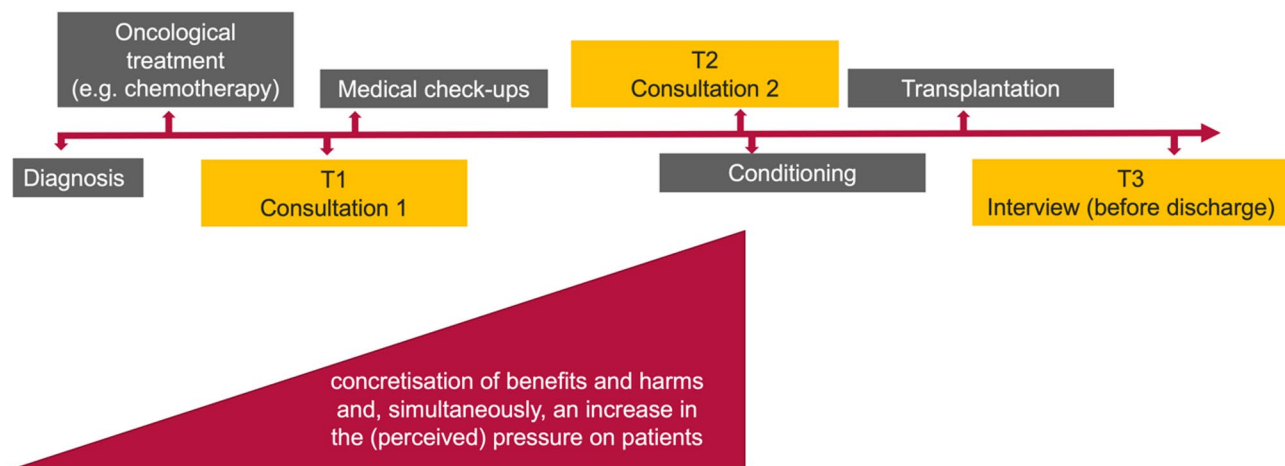 Oncological
treatment
(e.g. chemotherapy)
Medical check-ups
T2
Consultation 2
Transplantation
Diagnosis
T1
Consultation 1
Conditioning
T3
Interview (before discharge)
concretisation of benefits and harms
and, simultaneously, an increase in
the (perceived) pressure on patients